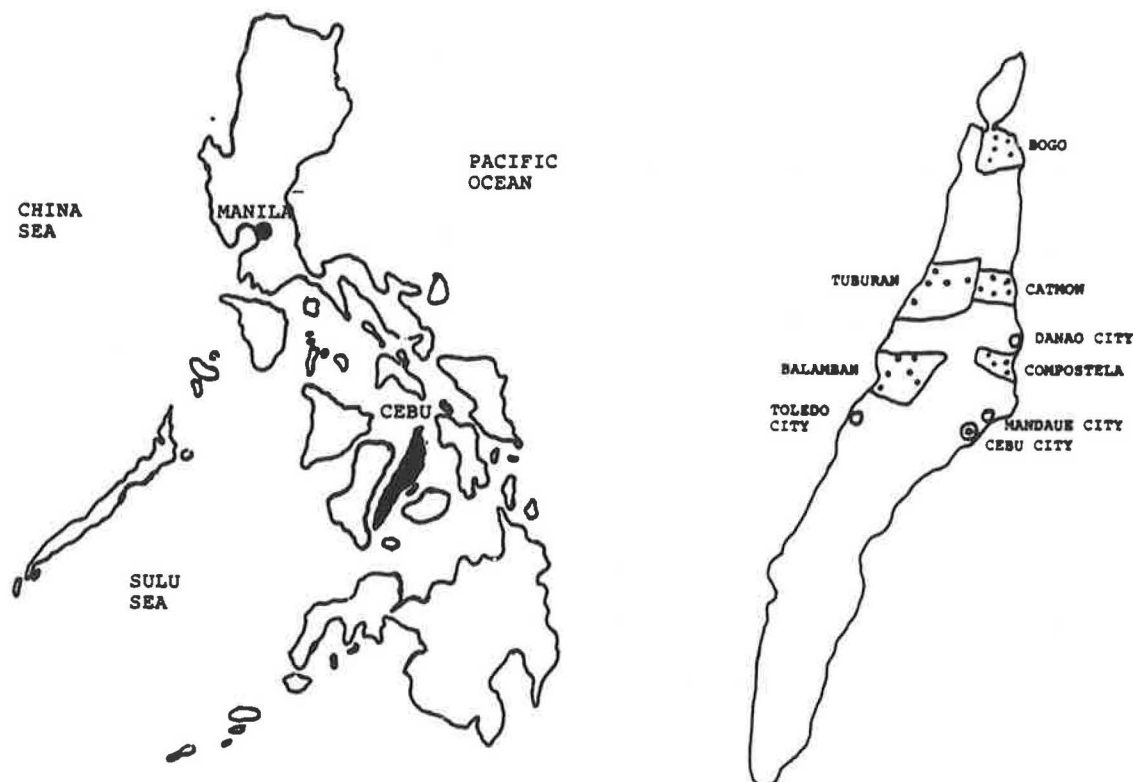 PACIFIC
OCEAN
CHINA
SEA
MANILA
CEBU
SULU
SEA
BOGO
TUBURAN
CATMON
DANAO CITY
BALAMBAN
COMPOSTELA
TOLEDO
CITY
MANDAUE CITY
CEBU CITY